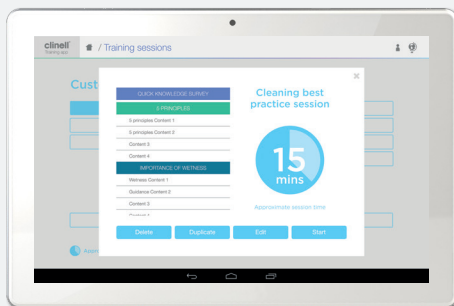 clinell
Training app
/ Training sessions
Cust
QUICK KNOWLEDGE SURVEY
5 PRINCIPLES
5 principles Content 1
5 principles Content 2
Content 3
Content 4
IMPORTANCE OF WETNESS
Wetness Content 1
Guidance Content 2
Content 3
Content 4
Cleaning best
practice session
15
mins
Approximate session time
Delete
Duplicate
Edit
Start